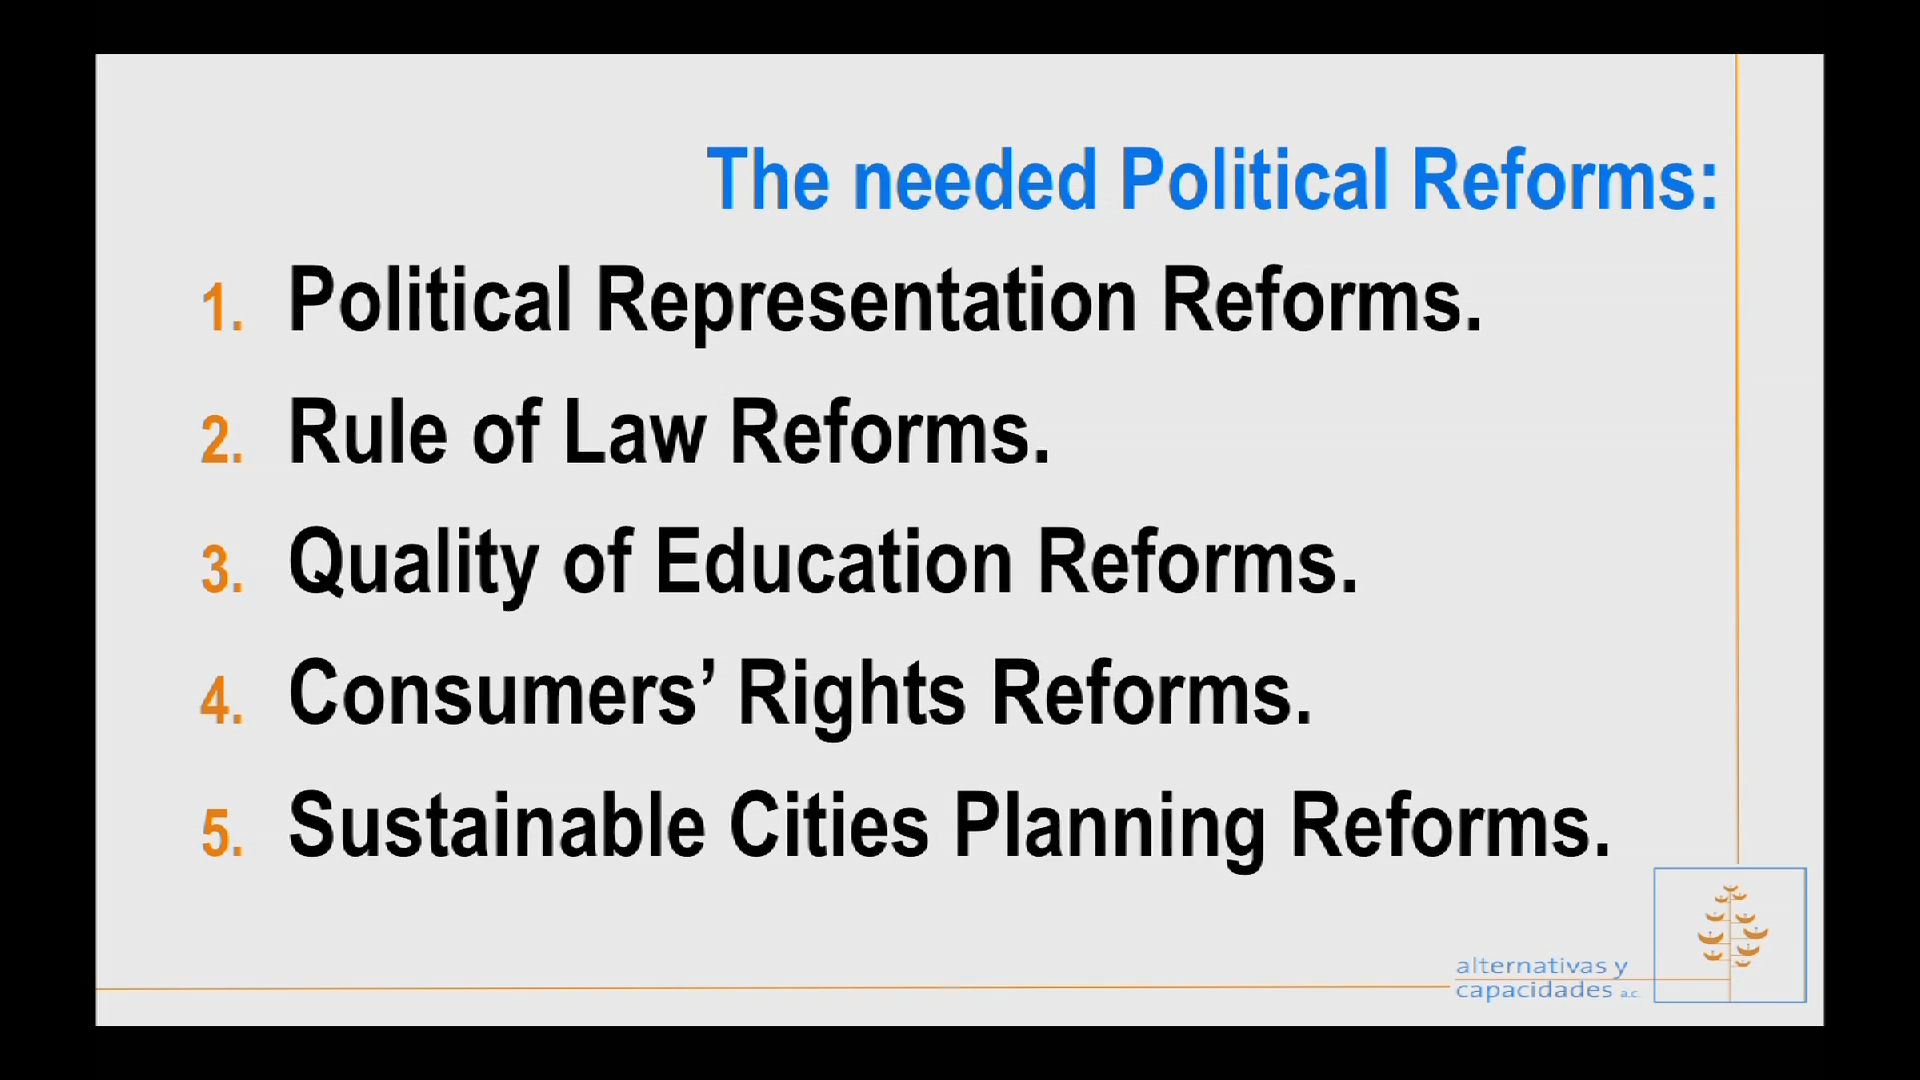 The needed Political Reforms:
1. Political Representation Reforms.
2. Rule of Law Reforms.
3. Quality of Education Reforms.
4. Consumers’ Rights Reforms.
5. Sustainable Cities Planning Reforms.
alternativas y
capacidades a.c.